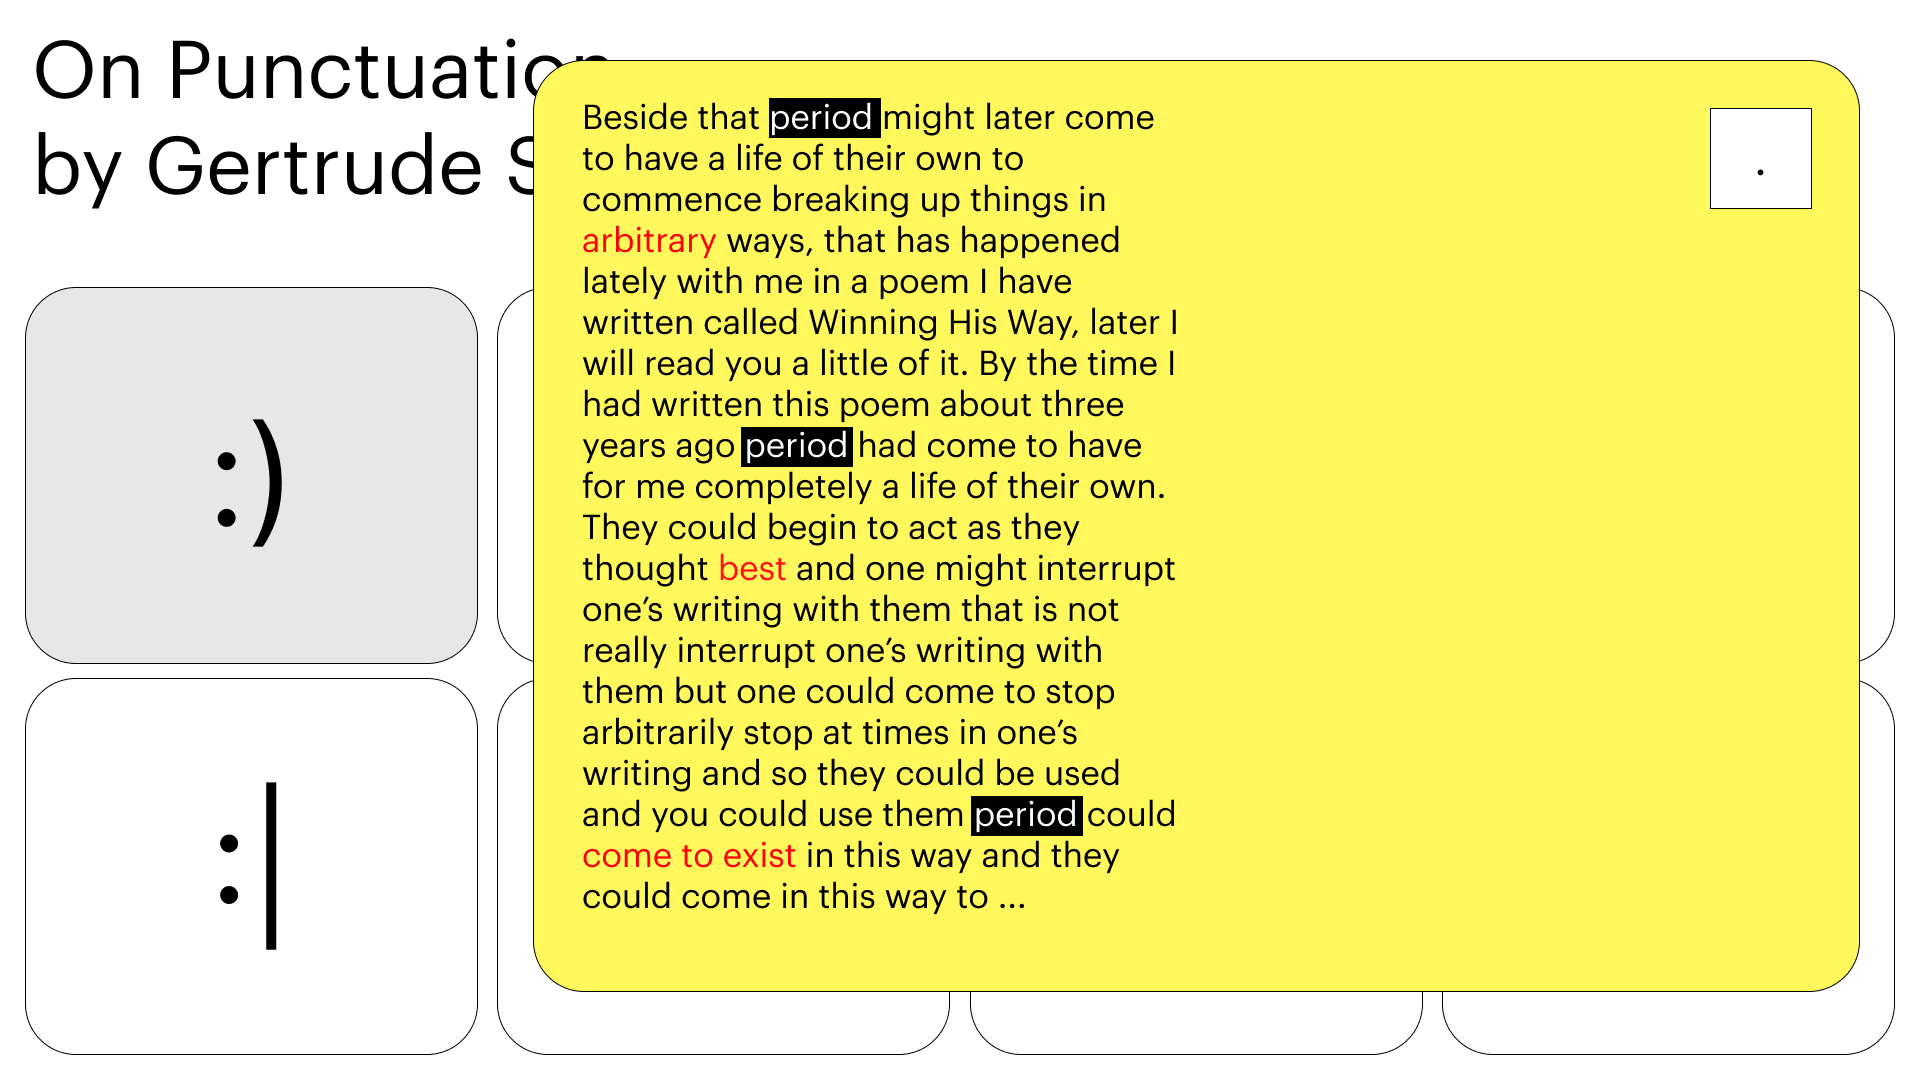 On Punctuation
by Gertrude S
:)
:|
Beside that period might later come
to have a life of their own to
commence breaking up things in
arbitrary ways, that has happened
lately with me in a poem I have
written called Winning His Way, later I
will read you a little of it. By the time I
had written this poem about three
years ago period had come to have
for me completely a life of their own.
They could begin to act as they
thought best and one might interrupt
one’s writing with them that is not
really interrupt one’s writing with
them but one could come to stop
arbitrarily stop at times in one’s
writing and so they could be used
and you could use them period could
come to exist in this way and they
could come in this way to ...
.